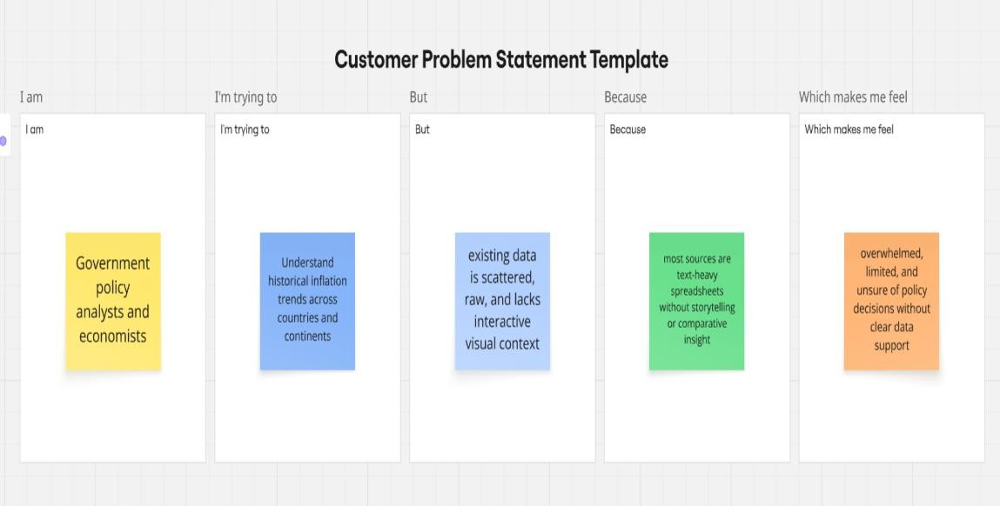 Customer Problem Statement Template
I am
I'm trying to
But
Because
Which makes me feel
I am
I'm trying to
But
Because
Which makes me feel
Government
policy
analysts and
economists
Understand
historical inflation
trends across
countries and
continents
existing data
is scattered,
raw, and lacks
interactive
visual context
most sources are
text-heavy
spreadsheets
without storytelling
or comparative
insight
overwhelmed,
limited, and
unsure of policy
decisions without
clear data
support